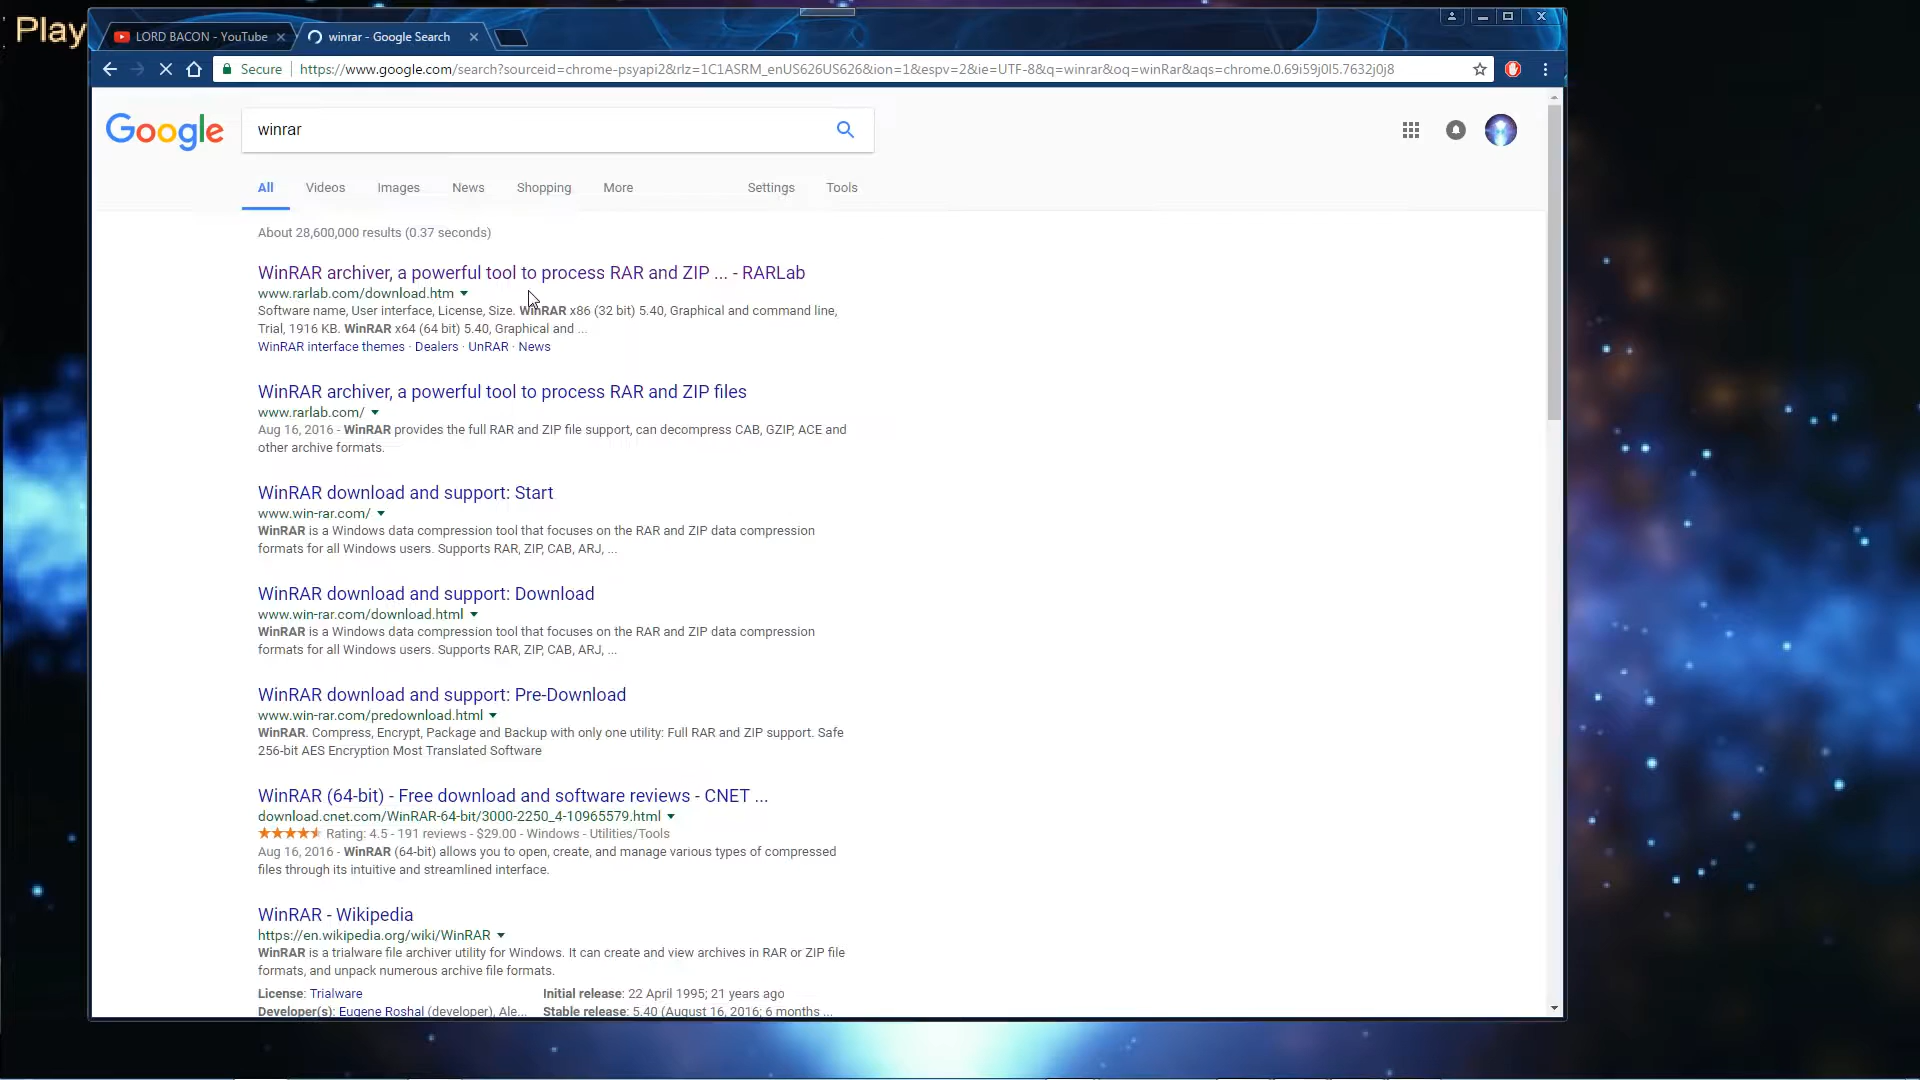 Play
LORD BACON - YouTube
winrar - Google Search
Secure
https://www.google.com/search?sourceid=chrome-psyapi2&rlz=1C1ASRM_enUS626US626&ion=1&espv=2&ie=UTF-8&q=winrar&oq=winRar&aqs=chrome.0.69i59j0l5.7632j0j8
Google
winrar
All Videos Images News Shopping More Settings Tools
About 28,600,000 results (0.37 seconds)
WinRAR archiver, a powerful tool to process RAR and ZIP ... - RARLab
www.rarlab.com/download.htm
Software name, User interface, License, Size. WinRAR x86 (32 bit) 5.40, Graphical and command line,
Trial, 1916 KB. WinRAR x64 (64 bit) 5.40, Graphical and ...
WinRAR interface themes · Dealers · UnRAR · News
WinRAR archiver, a powerful tool to process RAR and ZIP files
www.rarlab.com/
Aug 16, 2016 - WinRAR provides the full RAR and ZIP file support, can decompress CAB, GZIP, ACE and
other archive formats.
WinRAR download and support: Start
www.win-rar.com/
WinRAR is a Windows data compression tool that focuses on the RAR and ZIP data compression
formats for all Windows users. Supports RAR, ZIP, CAB, ARJ, ...
WinRAR download and support: Download
www.win-rar.com/download.html
WinRAR is a Windows data compression tool that focuses on the RAR and ZIP data compression
formats for all Windows users. Supports RAR, ZIP, CAB, ARJ, ...
WinRAR download and support: Pre-Download
www.win-rar.com/predownload.html
WinRAR. Compress, Encrypt, Package and Backup with only one utility: Full RAR and ZIP support. Safe
256-bit AES Encryption Most Translated Software
WinRAR (64-bit) - Free download and software reviews - CNET ...
download.cnet.com/WinRAR-64-bit/3000-2250_4-10965579.html
Rating: 4.5 - 191 reviews - $29.00 - Windows - Utilities/Tools
Aug 16, 2016 - WinRAR (64-bit) allows you to open, create, and manage various types of compressed
files through its intuitive and streamlined interface.
WinRAR - Wikipedia
https://en.wikipedia.org/wiki/WinRAR
WinRAR is a trialware file archiver utility for Windows. It can create and view archives in RAR or ZIP file
formats, and unpack numerous archive file formats.
License: Trialware Initial release: 22 April 1995; 21 years ago
Developer(s): Eugene Roshal (developer), Ale... Stable release: 5.40 (August 16, 2016; 6 months ...